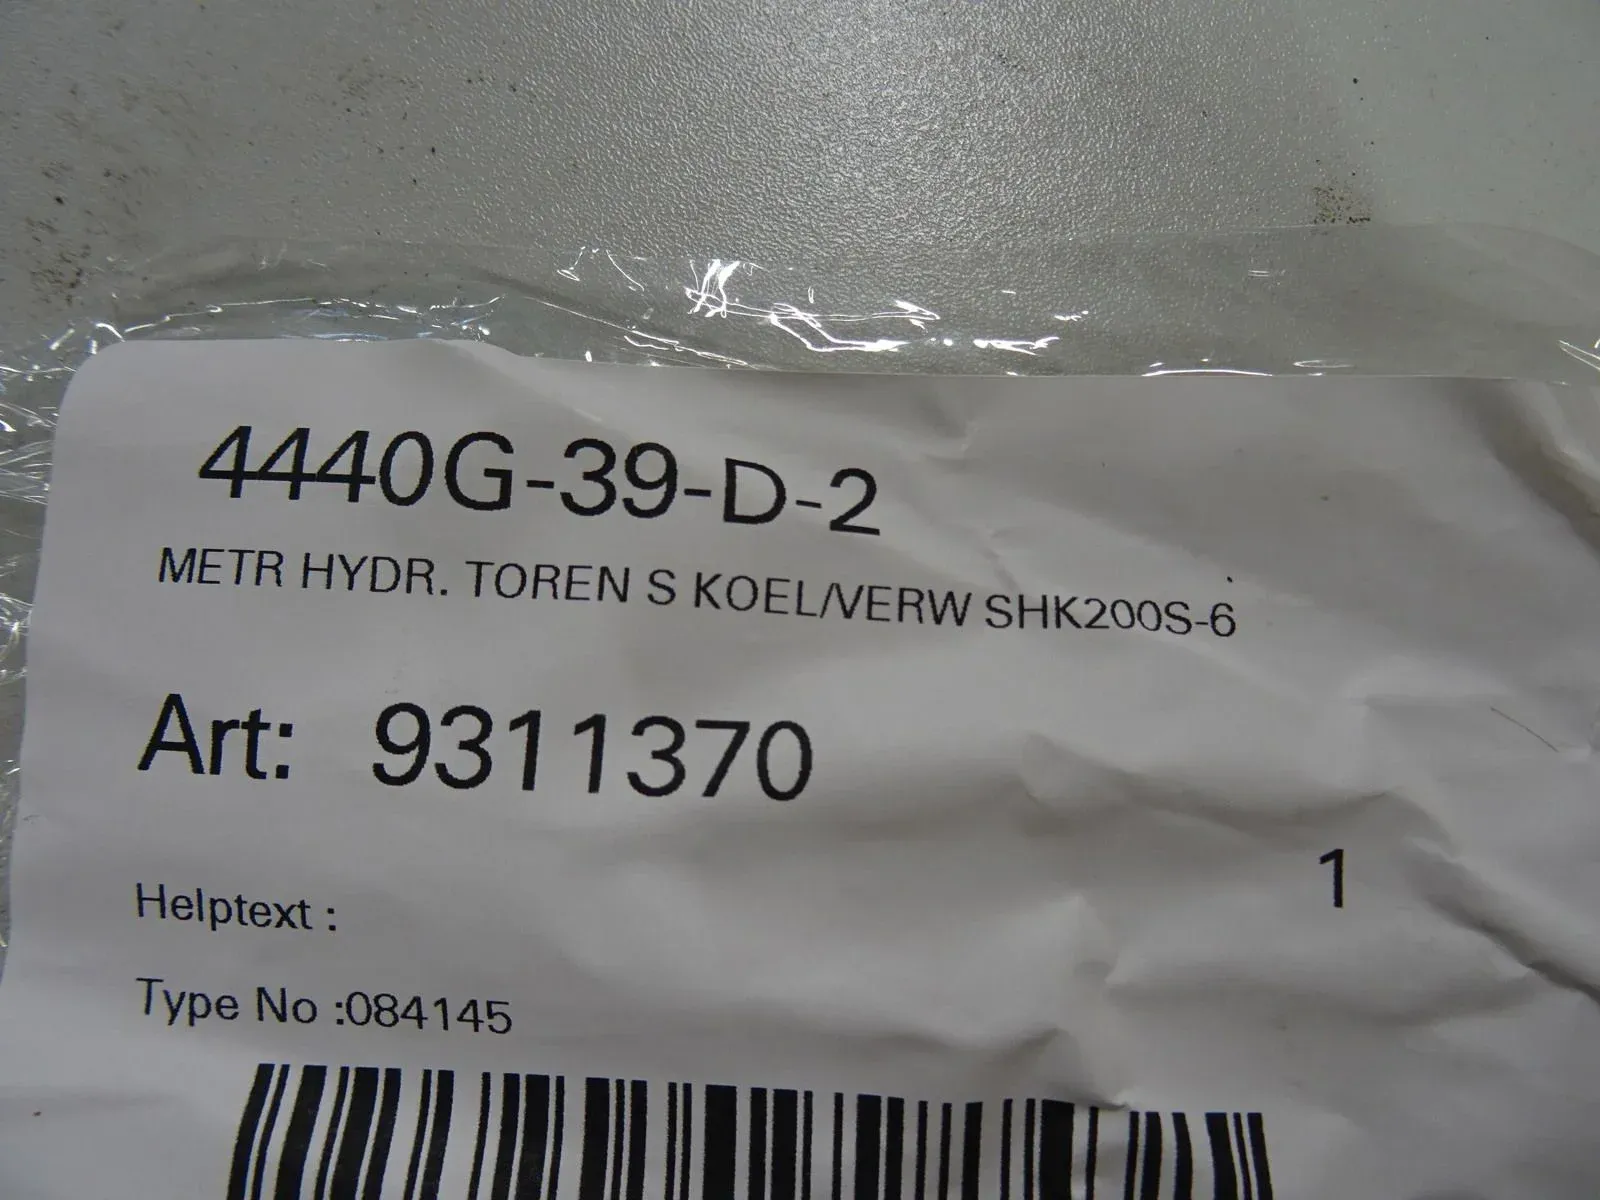 4440G-39-D-2
METR HYDR. TOREN S KOEL/VERW SHK200S-6
Art: 9311370
1
Helptext :
Type No :084145